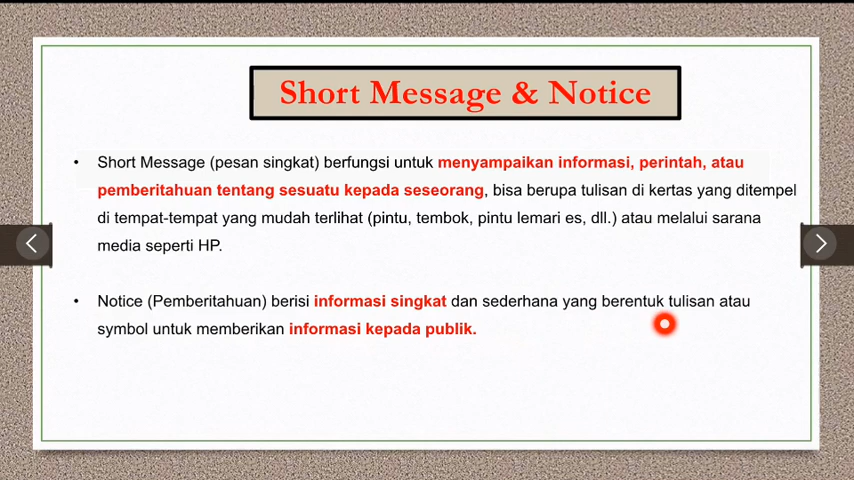 Short Message & Notice
• Short Message (pesan singkat) berfungsi untuk menyampaikan informasi, perintah, atau
pemberitahuan tentang sesuatu kepada seseorang, bisa berupa tulisan di kertas yang ditempel
di tempat-tempat yang mudah terlihat (pintu, tembok, pintu lemari es, dll.) atau melalui sarana
media seperti HP.
• Notice (Pemberitahuan) berisi informasi singkat dan sederhana yang berentuk tulisan atau
symbol untuk memberikan informasi kepada publik.